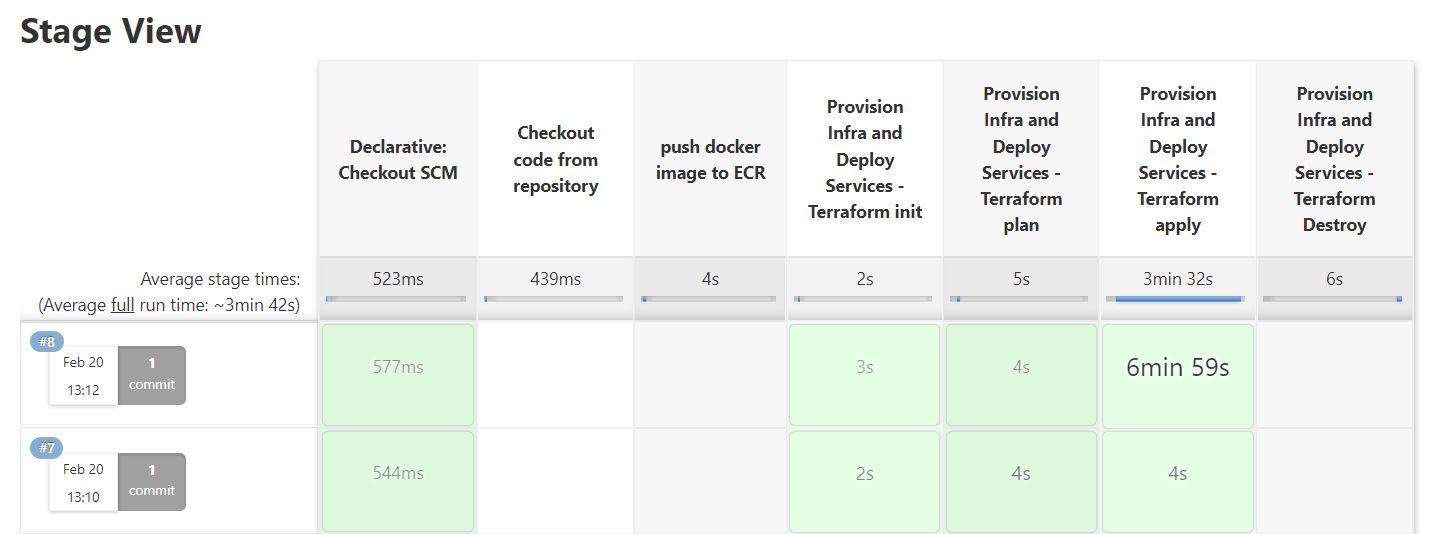 Stage View
Declarative:
Checkout SCM
Checkout
code from
repository
push docker
image to ECR
Provision
Infra and
Deploy
Services -
Terraform init
Provision
Infra and
Deploy
Services -
Terraform
plan
Provision
Infra and
Deploy
Services -
Terraform
apply
Provision
Infra and
Deploy
Services -
Terraform
Destroy
Average stage times:
(Average full run time: ~3min 42s)
523ms
439ms
4s
2s
5s
3min 32s
6s
#8
Feb 20
13:12
1
commit
577ms
3s
4s
6min 59s
#7
Feb 20
13:10
1
commit
544ms
2s
4s
4s